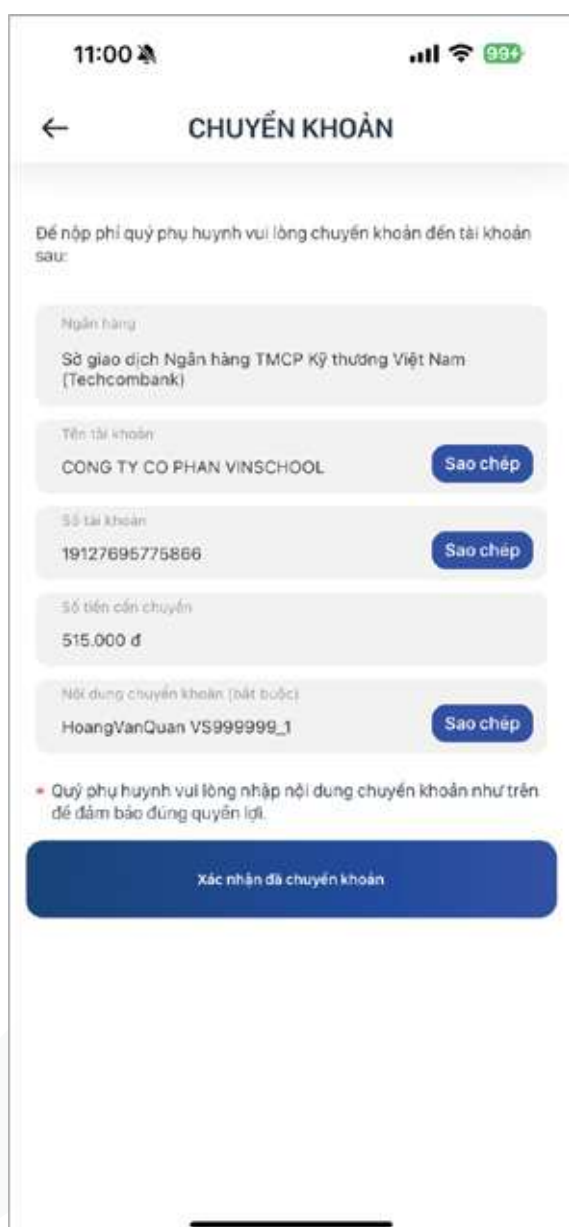 11:00
99+
CHUYỂN KHOẢN
Để nộp phí quý phụ huynh vui lòng chuyển khoản đến tài khoản
sau:
Ngân hàng
Sở giao dịch Ngân hàng TMCP Kỹ thương Việt Nam
(Techcombank)
Tên tài khoản
CONG TY CO PHAN VINSCHOOL
Sao chép
Số tài khoản
19127695775866
Sao chép
Số tiền cần chuyển
515.000 đ
Nội dung chuyển khoản (bắt buộc)
HoangVanQuan VS999999_1
Sao chép
* Quý phụ huynh vui lòng nhập nội dung chuyển khoản như trên
để đảm bảo đúng quyền lợi.
Xác nhận đã chuyển khoản